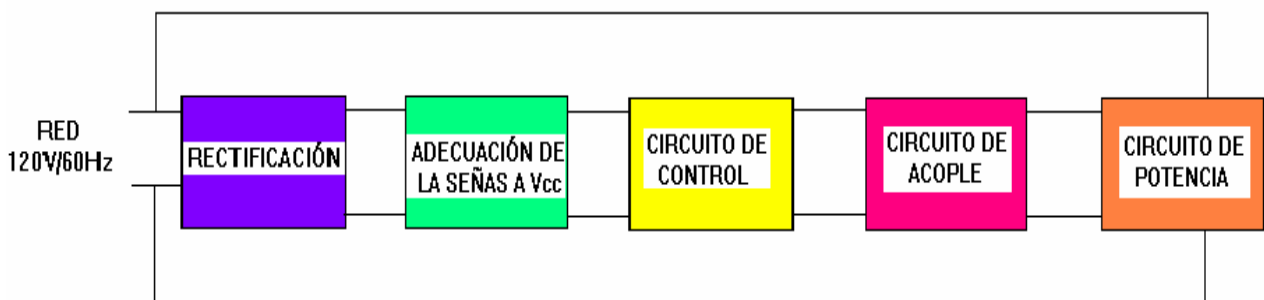 RED
120V/60Hz
RECTIFICACIÓN
ADECUACIÓN DE
LA SEÑAS A Vcc
CIRCUITO DE
CONTROL
CIRCUITO DE
ACOPLE
CIRCUITO DE
POTENCIA